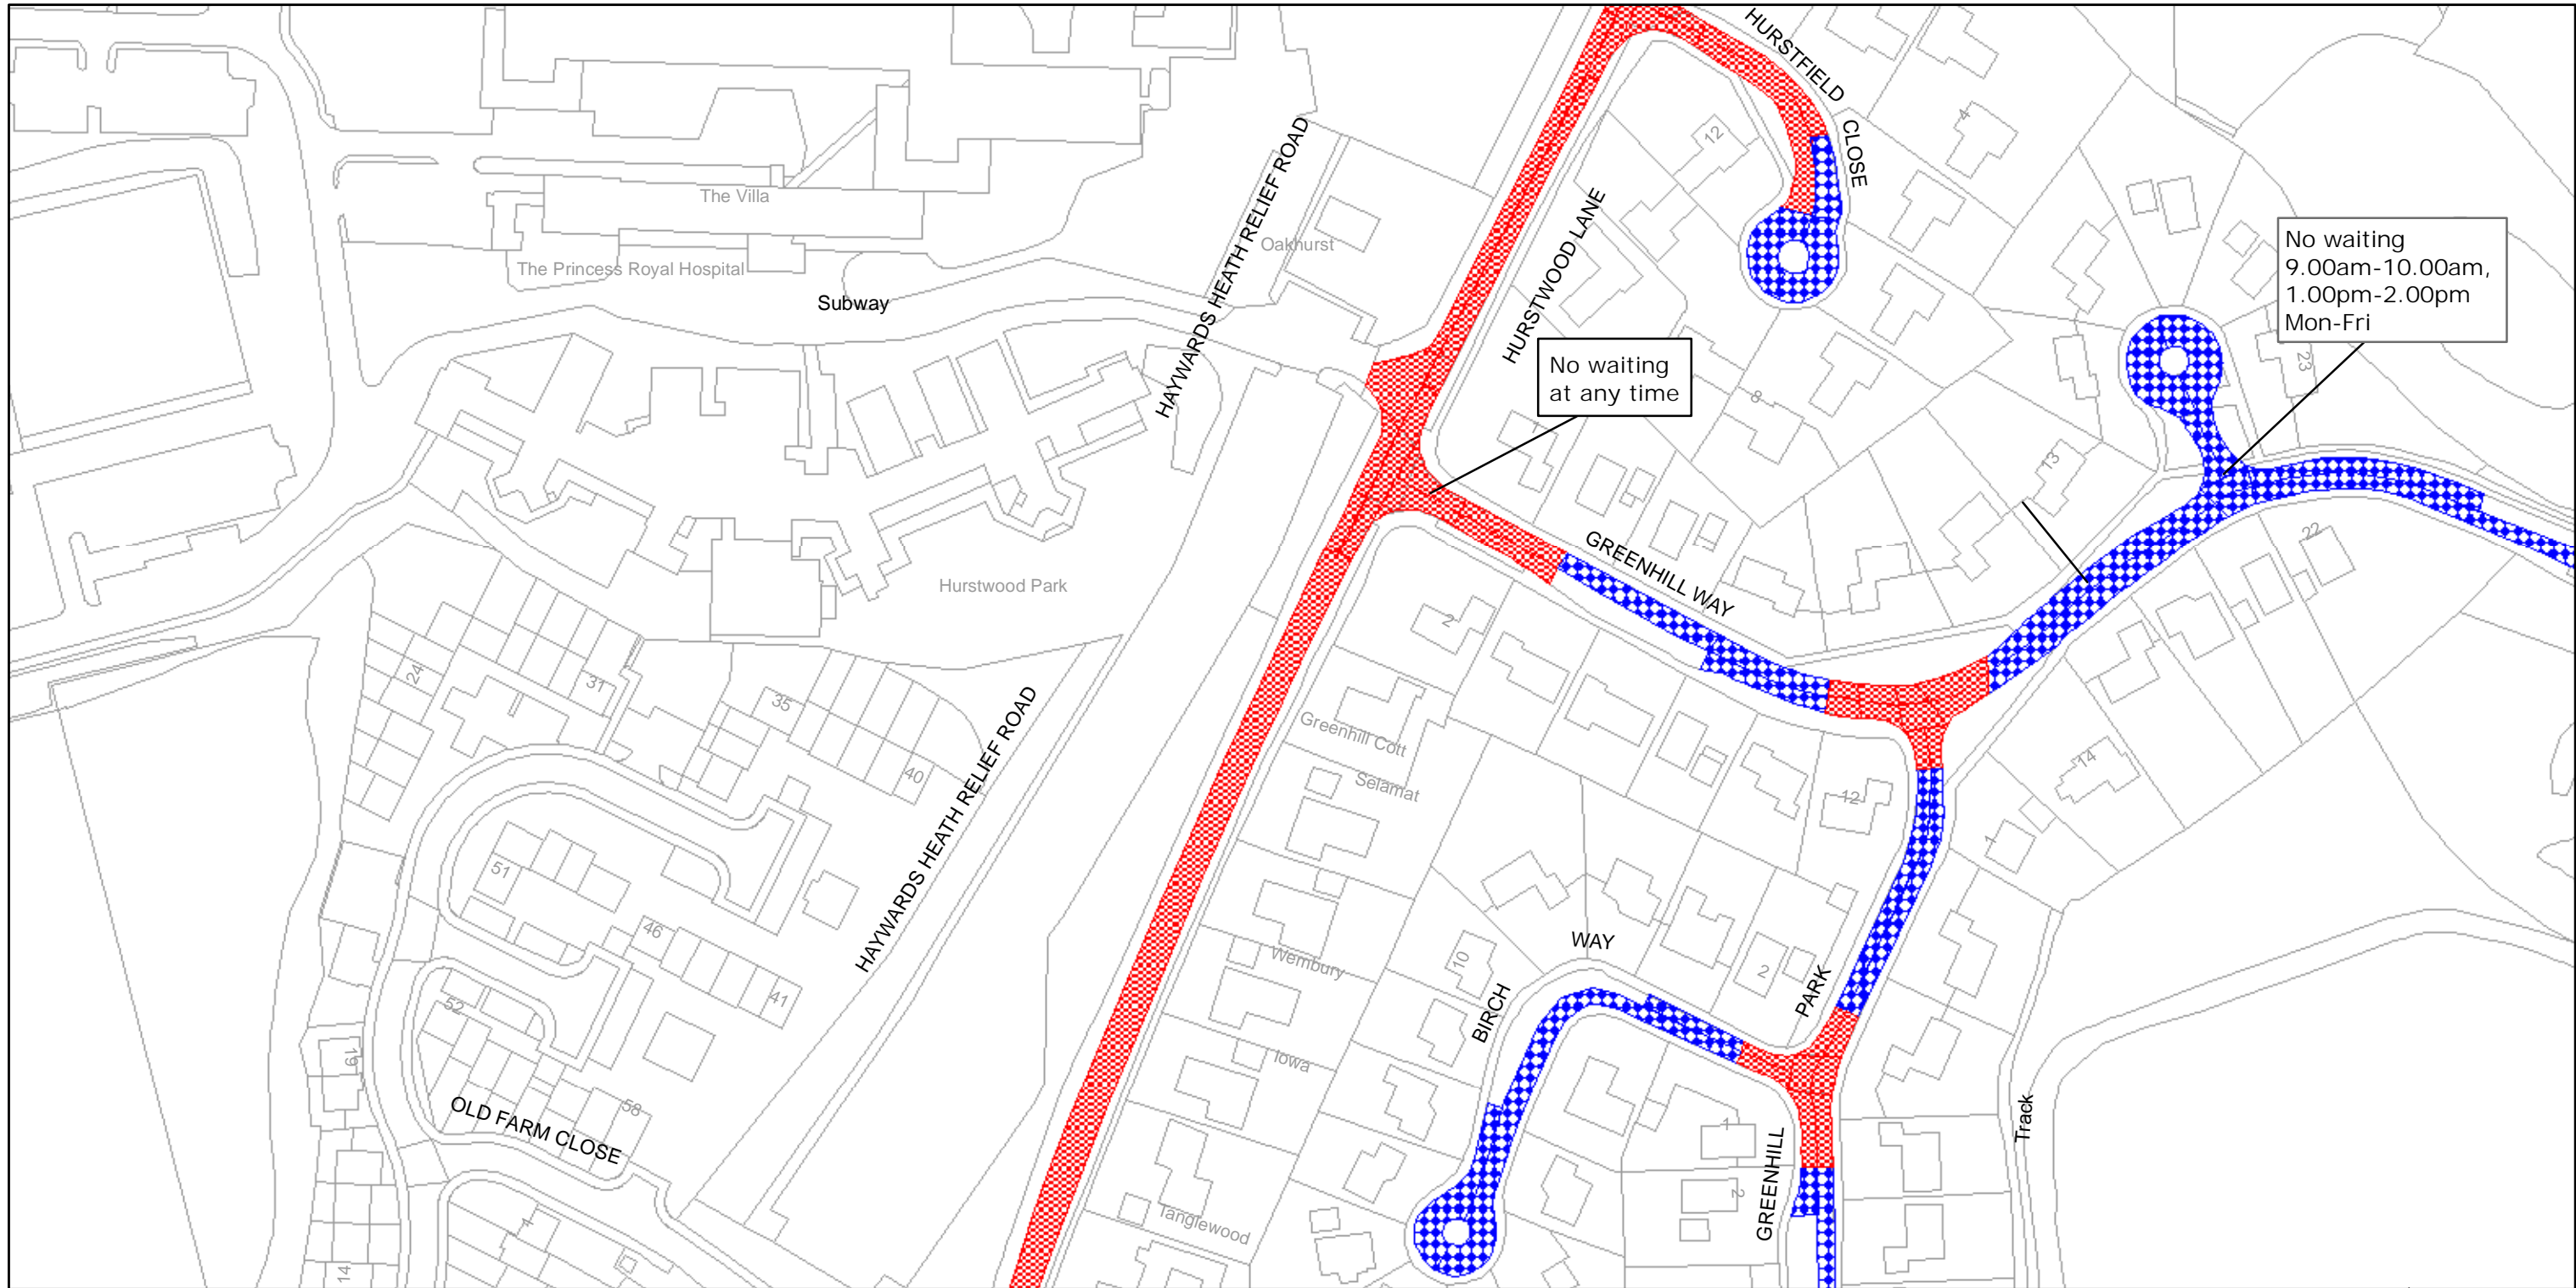 HURSTFIELD
CLOSE
12
4
The Villa
HAYWARDS HEATH RELIEF ROAD
Oakhurst
The Princess Royal Hospital
Subway
HURSTWOOD LANE
No waiting
9.00am-10.00am,
1.00pm-2.00pm
Mon-Fri
23
No waiting
at any time
8
1
13
22
GREENHILL WAY
Hurstwood Park
2
24
31
35
40
HAYWARDS HEATH RELIEF ROAD
Greenhill Cott
Selamat
12
14
1
51
46
41
52
WAY
10
2
PARK
BIRCH
Wembury
Iowa
19
58
OLD FARM CLOSE
1
Track
GREENHILL
2
Tanglewood
1
14